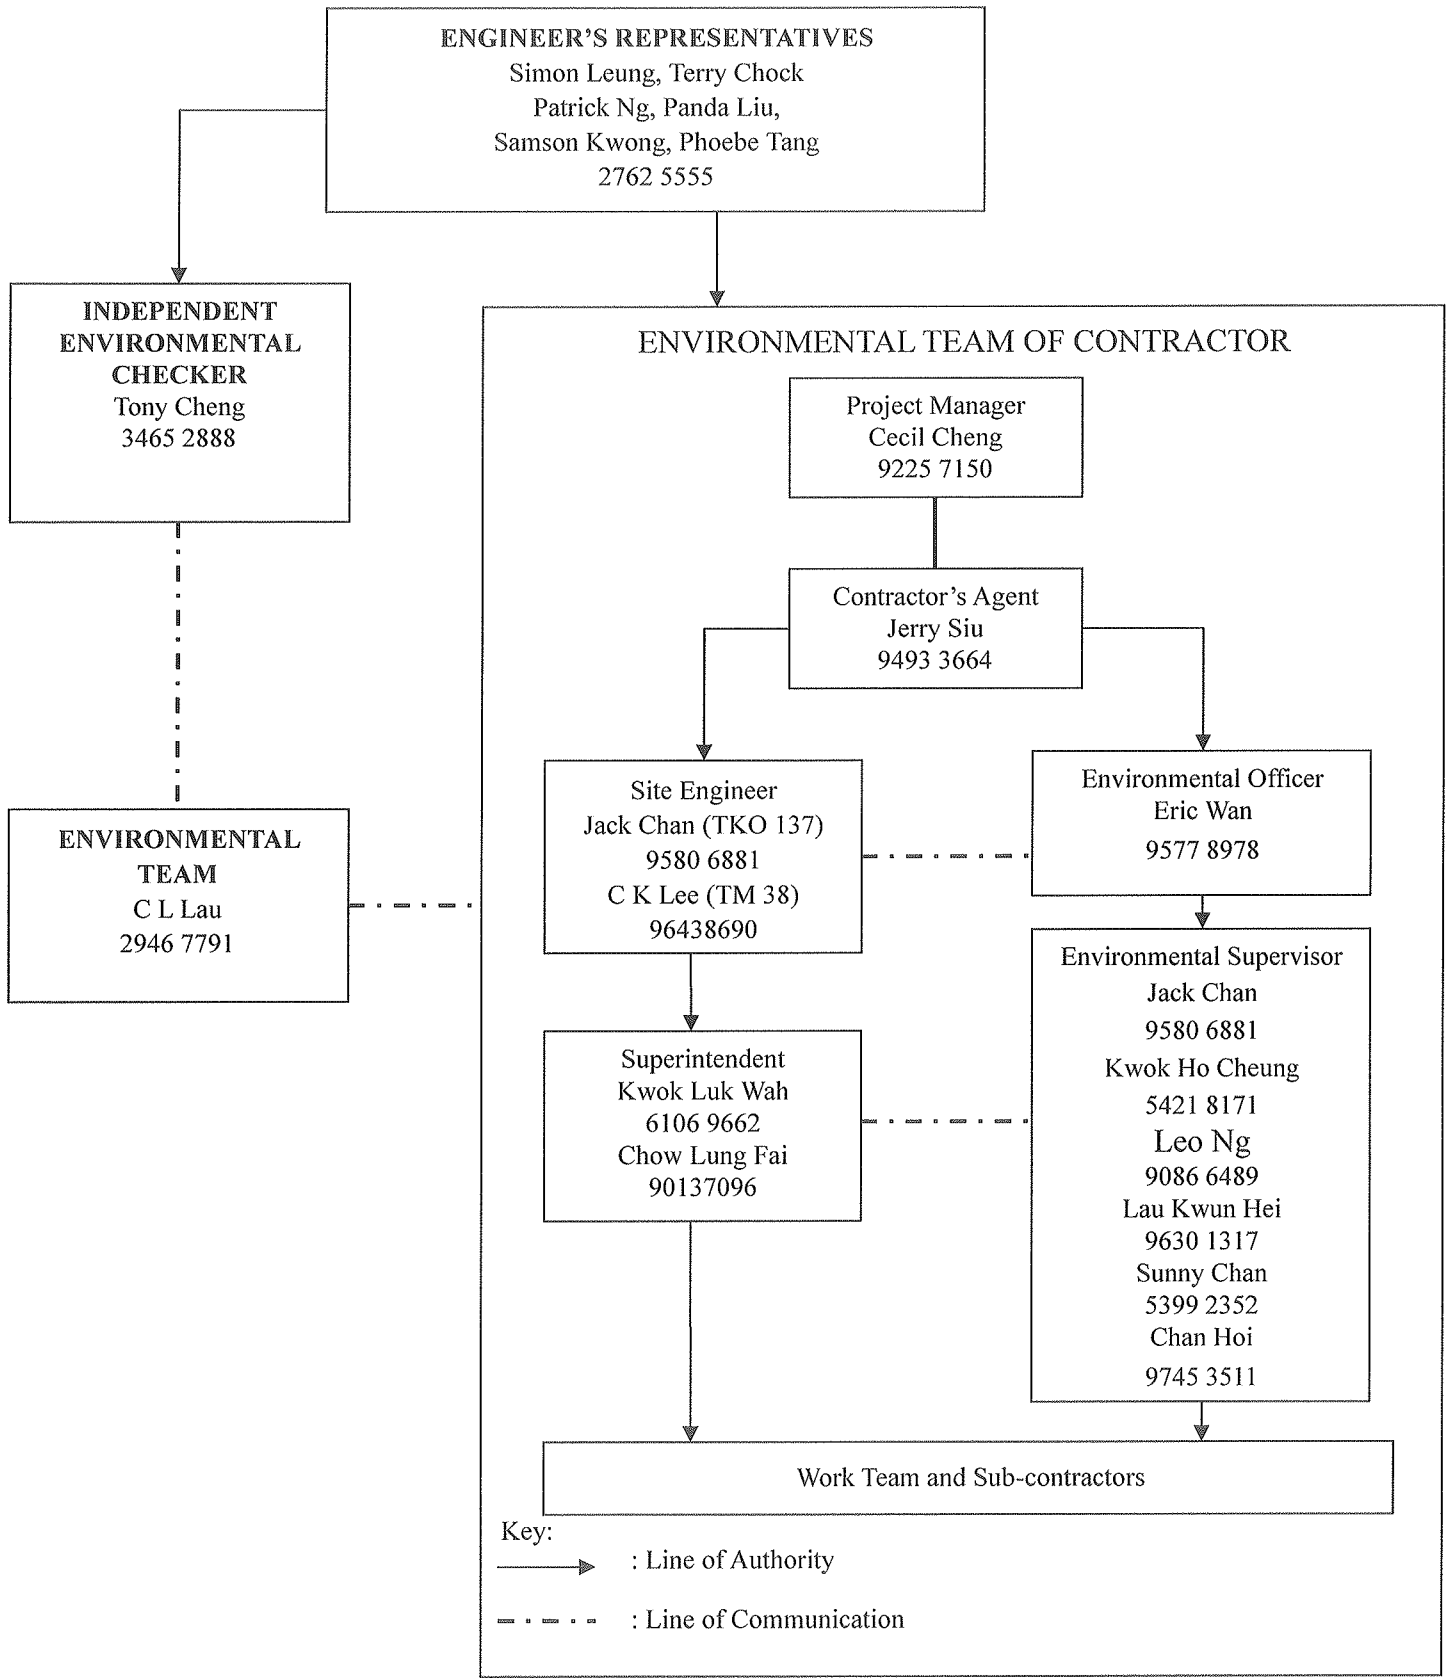 ENGINEER'S REPRESENTATIVES
Simon Leung, Terry Chock
Patrick Ng, Panda Liu,
Samson Kwong, Phoebe Tang
2762 5555
INDEPENDENT
ENVIRONMENTAL
CHECKER
Tony Cheng
3465 2888
ENVIRONMENTAL
TEAM
C L Lau
2946 7791
ENVIRONMENTAL TEAM OF CONTRACTOR
Project Manager
Cecil Cheng
9225 7150
Contractor's Agent
Jerry Siu
9493 3664
Site Engineer
Jack Chan (TKO 137)
9580 6881
C K Lee (TM 38)
96438690
Environmental Officer
Eric Wan
9577 8978
Superintendent
Kwok Luk Wah
6106 9662
Chow Lung Fai
90137096
Environmental Supervisor
Jack Chan
9580 6881
Kwok Ho Cheung
5421 8171
Leo Ng
9086 6489
Lau Kwun Hei
9630 1317
Sunny Chan
5399 2352
Chan Hoi
9745 3511
Work Team and Sub-contractors
Key:
: Line of Authority
: Line of Communication